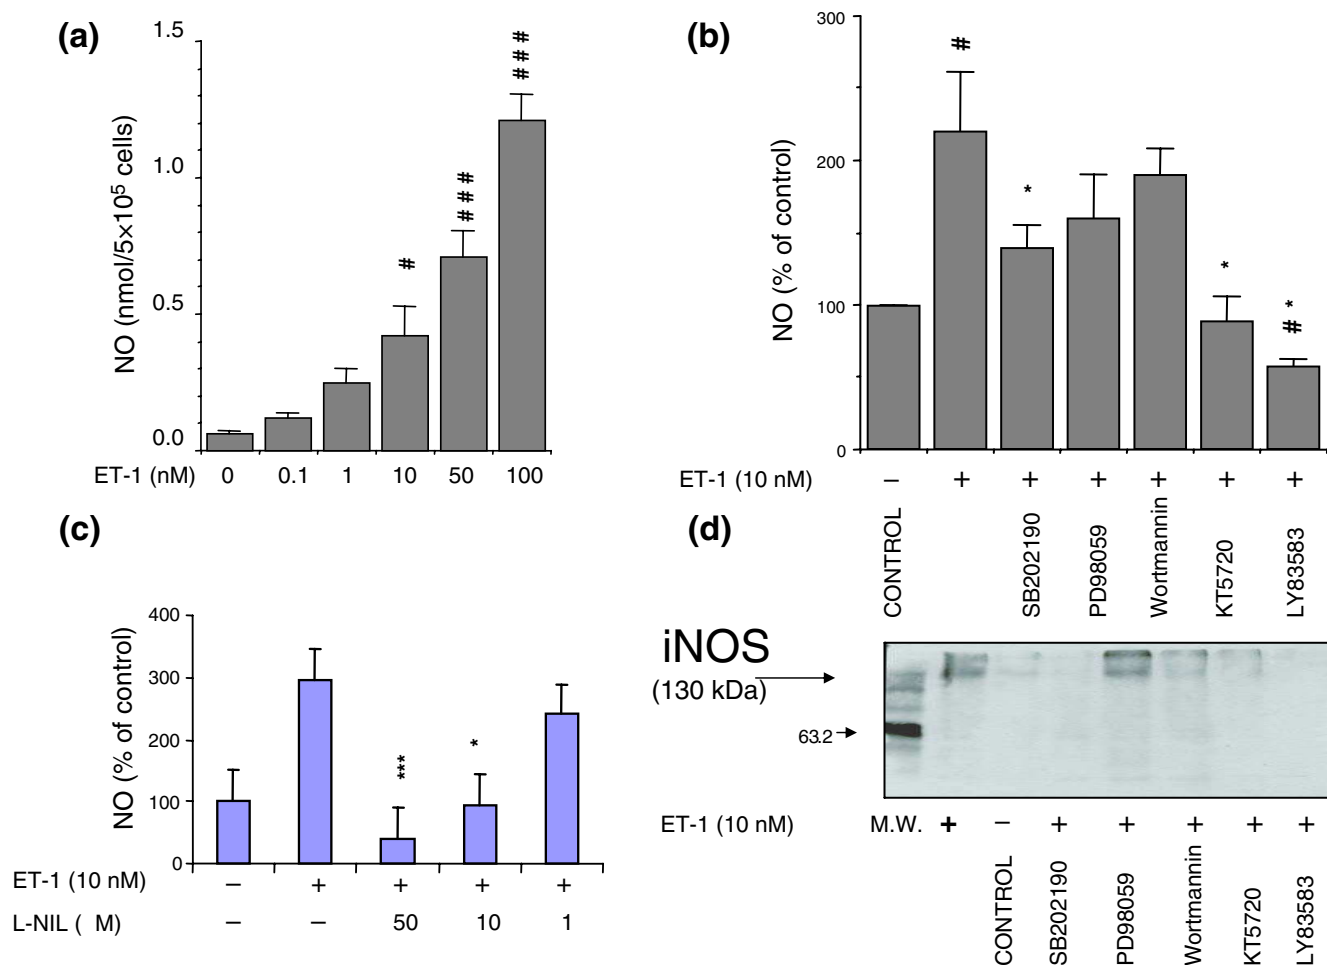 (a)
NO (nmol/5×10⁵ cells)
1.5
1.0
0.5
0.0
#
###
###
ET-1 (nM) 0 0.1 1 10 50 100
(b)
NO (% of control)
300
200
100
0
#
*
*
*
#
ET-1 (10 nM) – + + + + + +
CONTROL
SB202190
PD98059
Wortmannin
KT5720
LY83583
(c)
NO (% of control)
400
300
200
100
0
***
*
ET-1 (10 nM) – + + + +
L-NIL ( M) – – 50 10 1
(d)
iNOS
(130 kDa)
63.2
ET-1 (10 nM) M.W. + – + + + + +
CONTROL
SB202190
PD98059
Wortmannin
KT5720
LY83583